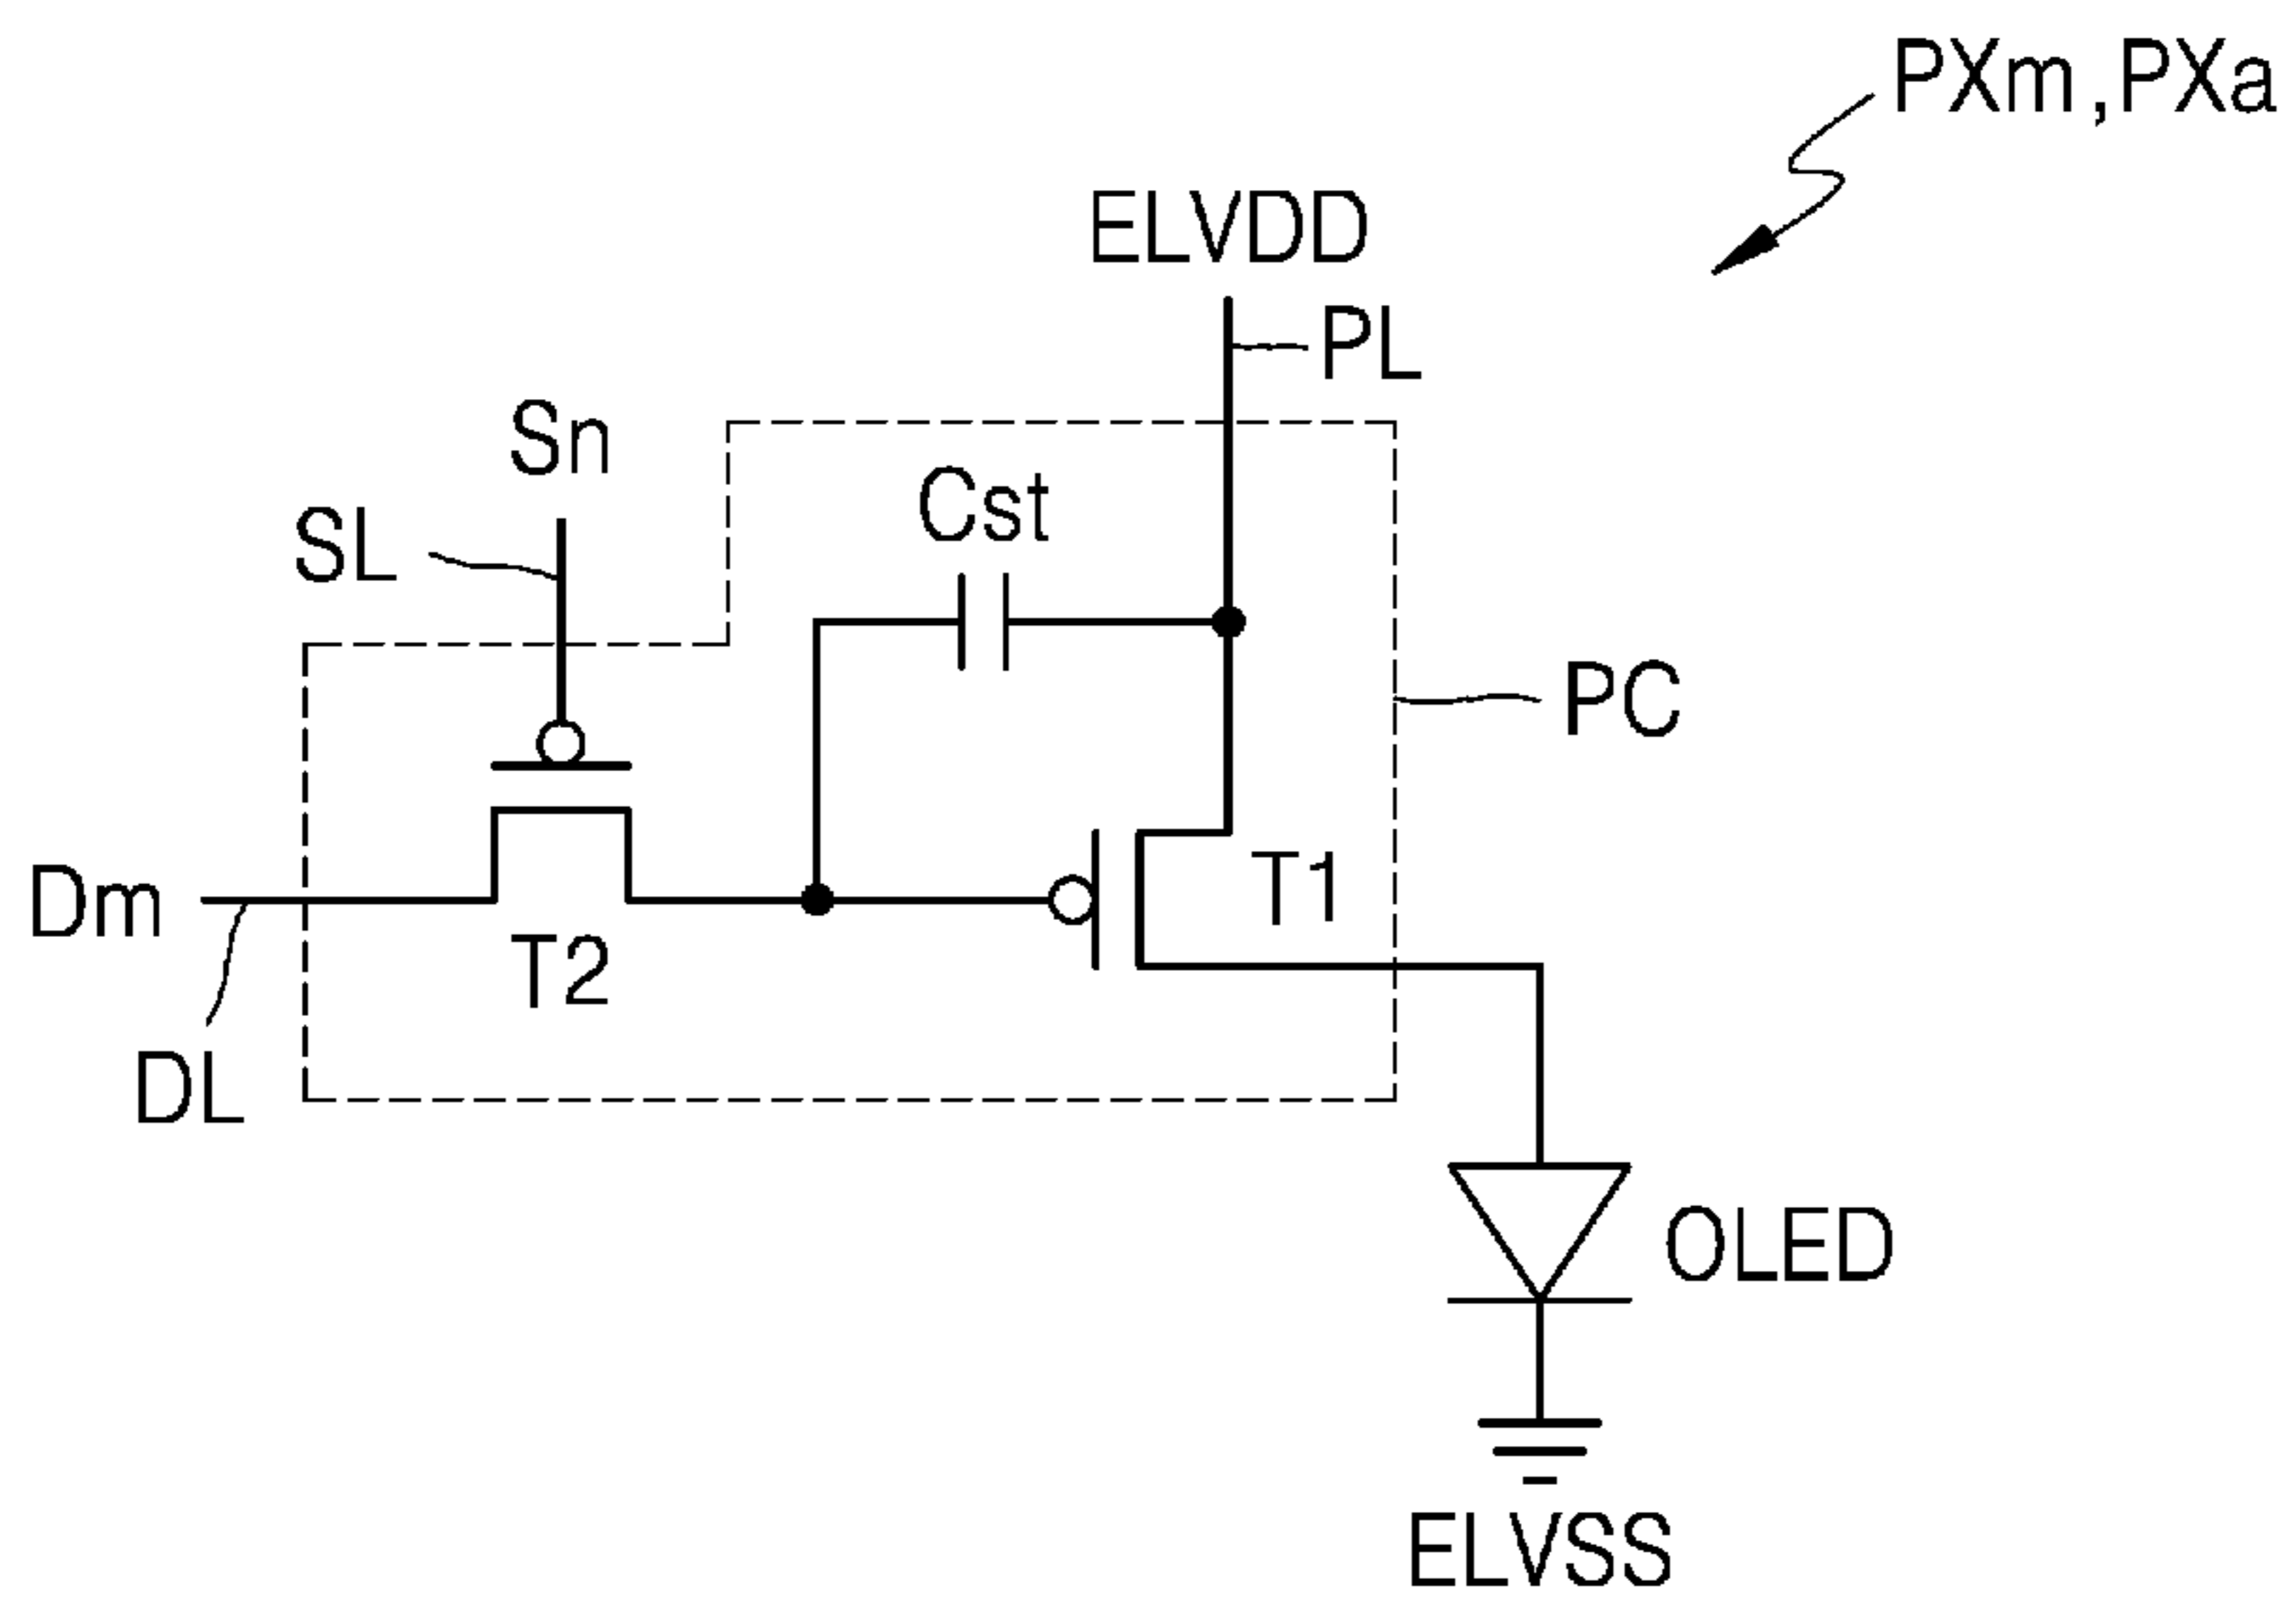 PXm ,PXa
ELVDD
PL
Sn
Cst
SL
PC
T1
Dm
T2
DL
OLED
ELVSS